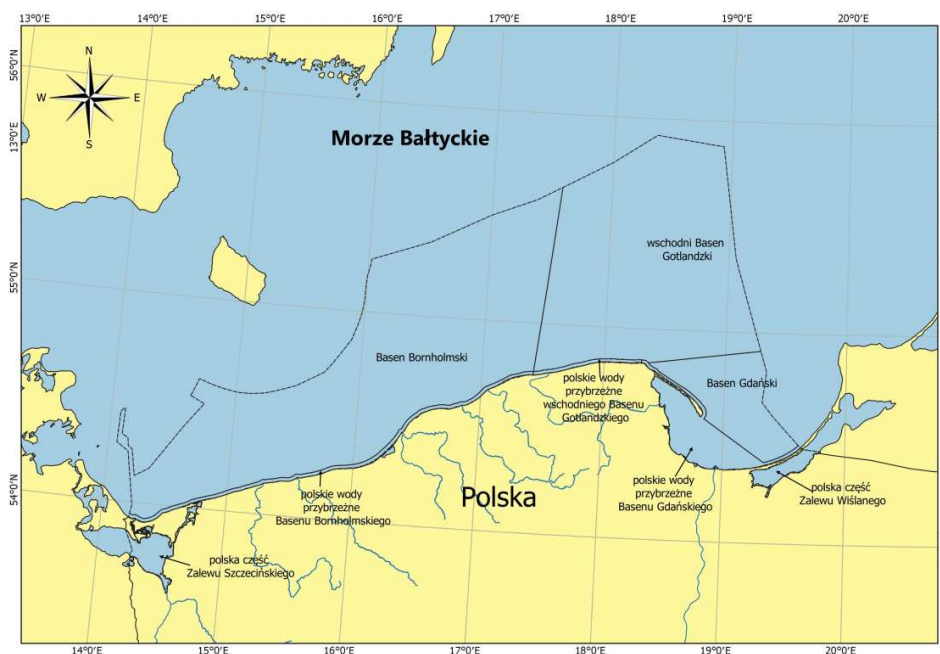 13°0'E 14°0'E 15°0'E 16°0'E 17°0'E 18°0'E 19°0'E 20°0'E
56°0'N
N
W E
S
13°0'E
Morze Bałtyckie
wschodni Basen
Gotlandzki
55°0'N
Basen Bornholmski
polskie wody
przybrzeżne
wschodniego Basenu
Gotlandzkiego
Basen Gdański
54°0'N
polskie wody
przybrzeżne
Basenu Bornholmskiego
Polska
polskie wody
przybrzeżne
Basenu Gdańskiego
polska część
Zalewu Wiślanego
polska część
Zalewu Szczecińskiego
14°0'E 15°0'E 16°0'E 17°0'E 18°0'E 19°0'E 20°0'E